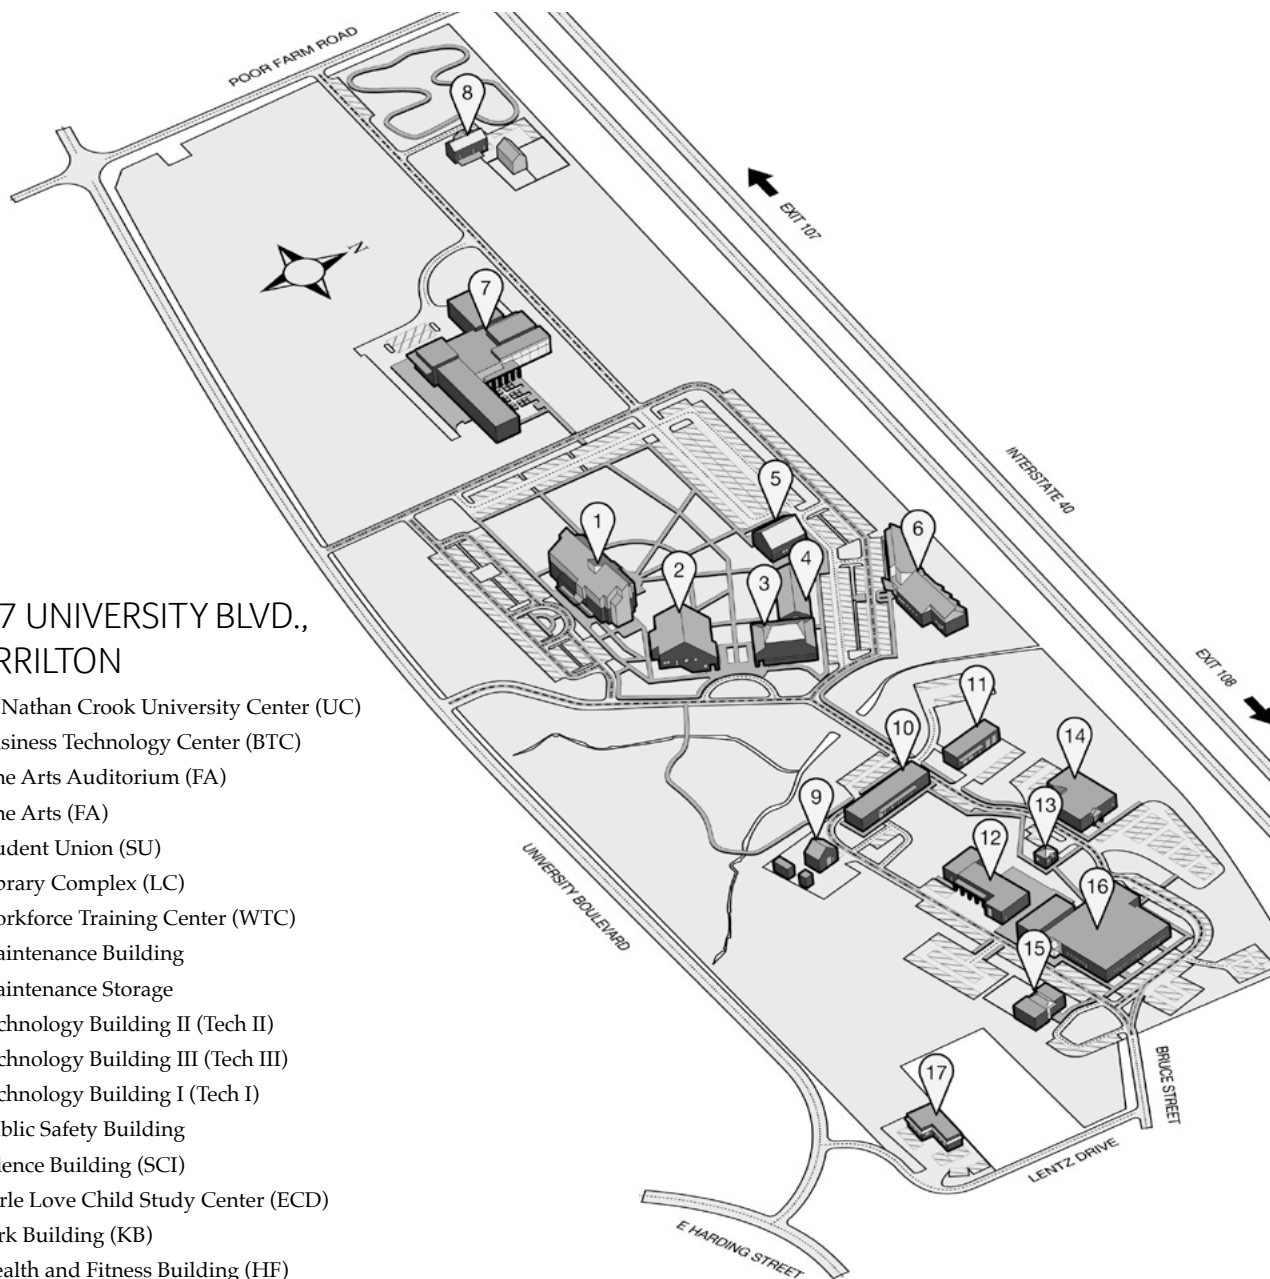 POOR FARM ROAD
8
EXIT 107
N
7
INTERSTATE 40
5
1
6
4
2
3
7 UNIVERSITY BLVD.,
RRILTON
EXIT 108
Nathan Crook University Center (UC)
siness Technology Center (BTC)
ne Arts Auditorium (FA)
ne Arts (FA)
udent Union (SU)
brary Complex (LC)
orkforce Training Center (WTC)
aintenance Building
aintenance Storage
chnology Building II (Tech II)
chnology Building III (Tech III)
chnology Building I (Tech I)
blic Safety Building
ience Building (SCI)
rle Love Child Study Center (ECD)
rk Building (KB)
ealth and Fitness Building (HF)
11
10
14
9
13
12
16
15
UNIVERSITY BOULEVARD
17
BRUCE STREET
LENTZ DRIVE
E HARDING STREET